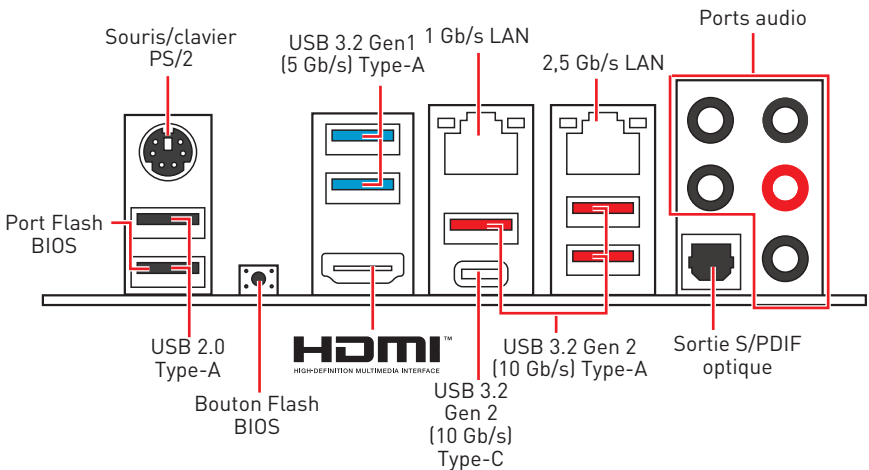 Ports audio
Souris/clavier
PS/2
USB 3.2 Gen1
(5 Gb/s) Type-A
1 Gb/s LAN
2,5 Gb/s LAN
Port Flash
BIOS
USB 2.0
Type-A
HDMI™
HIGH-DEFINITION MULTIMEDIA INTERFACE
USB 3.2 Gen 2
(10 Gb/s) Type-A
Sortie S/PDIF
optique
Bouton Flash
BIOS
USB 3.2
Gen 2
(10 Gb/s)
Type-C